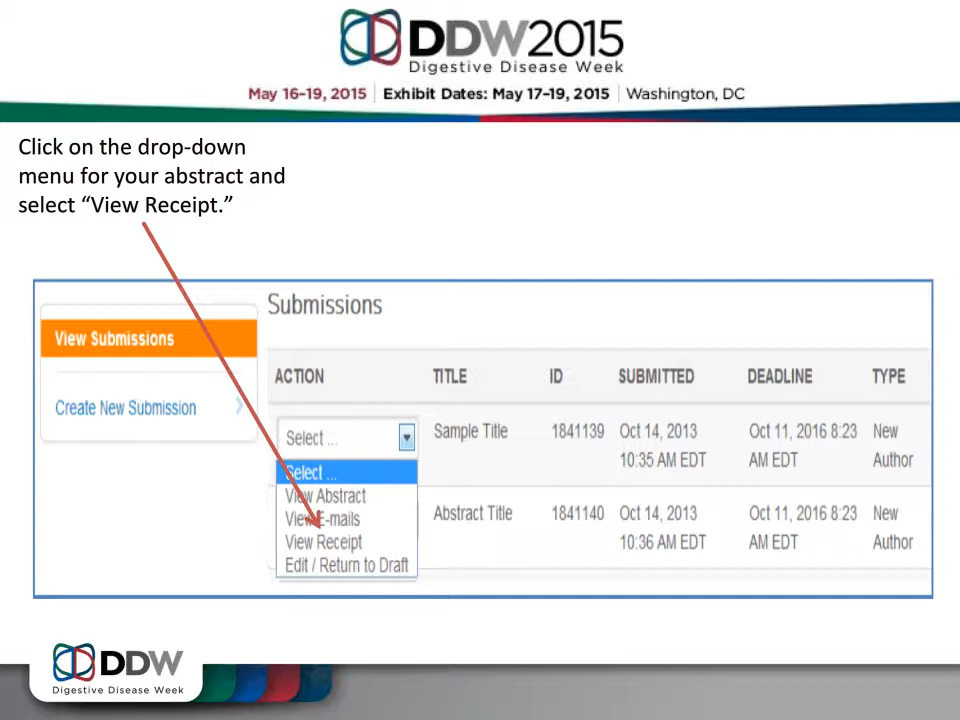 DDW2015
Digestive Disease Week
May 16-19, 2015 Exhibit Dates: May 17-19, 2015 Washington, DC
Click on the drop-down
menu for your abstract and
select “View Receipt.”
Submissions
View Submissions
Create New Submission
ACTION TITLE ID SUBMITTED DEADLINE TYPE
Select ... Sample Title 1841139 Oct 14, 2013 Oct 11, 2016 8:23 New
10:35 AM EDT AM EDT Author
Select ...
View Abstract
View E-mails Abstract Title 1841140 Oct 14, 2013 Oct 11, 2016 8:23 New
View Receipt 10:36 AM EDT AM EDT Author
Edit / Return to Draft
DDW
Digestive Disease Week